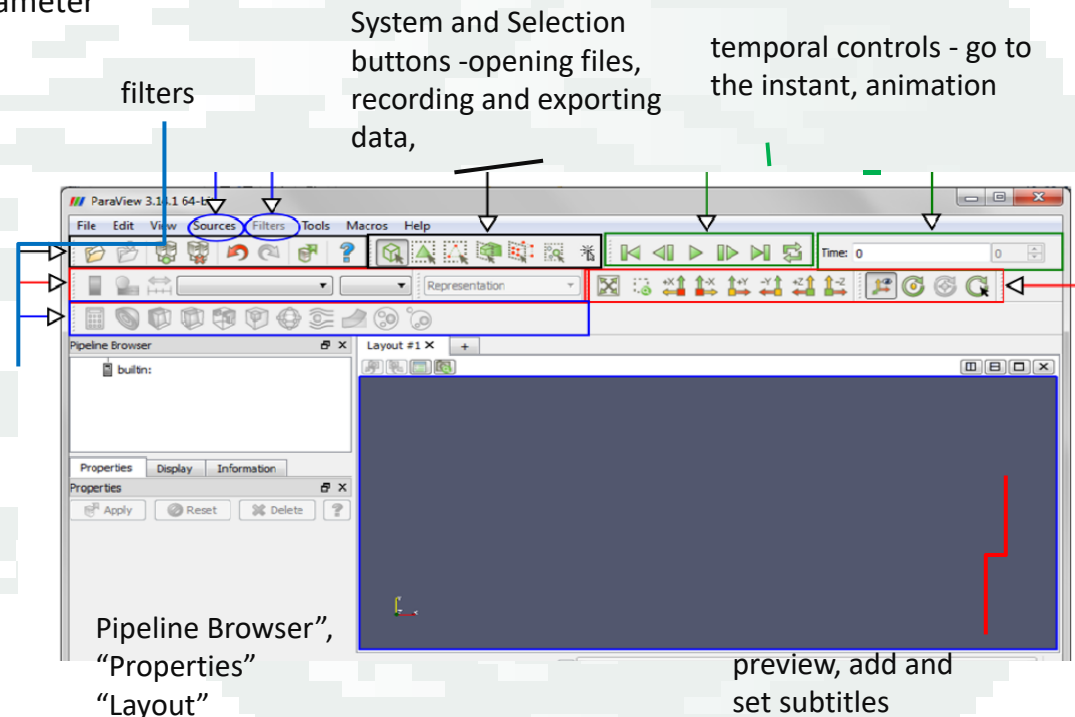 ameter
System and Selection
buttons -opening files,
recording and exporting
data,
temporal controls - go to
the instant, animation
filters
ParaView 3.14.1 64-b
File Edit View Sources Filters Tools Macros Help
Time: 0 0
Representation
+X -X +Y -Y +Z -Z
Pipeline Browser
Layout #1 X +
builtin:
Properties Display Information
Properties
Apply Reset Delete ?
Pipeline Browser”,
“Properties”
“Layout”
preview, add and
set subtitles